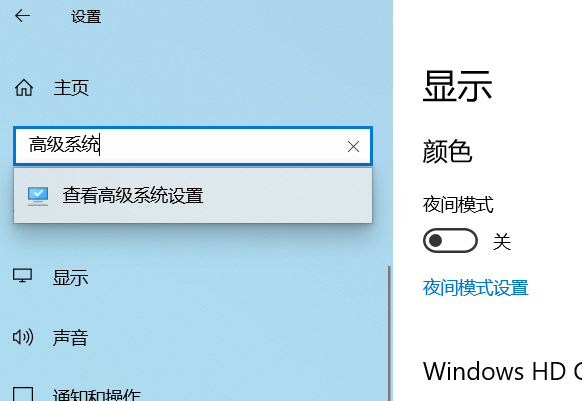 设置
主页
高级系统
查看高级系统设置
显示
声音
通知和操作
显示
颜色
夜间模式
关
夜间模式设置
Windows HD